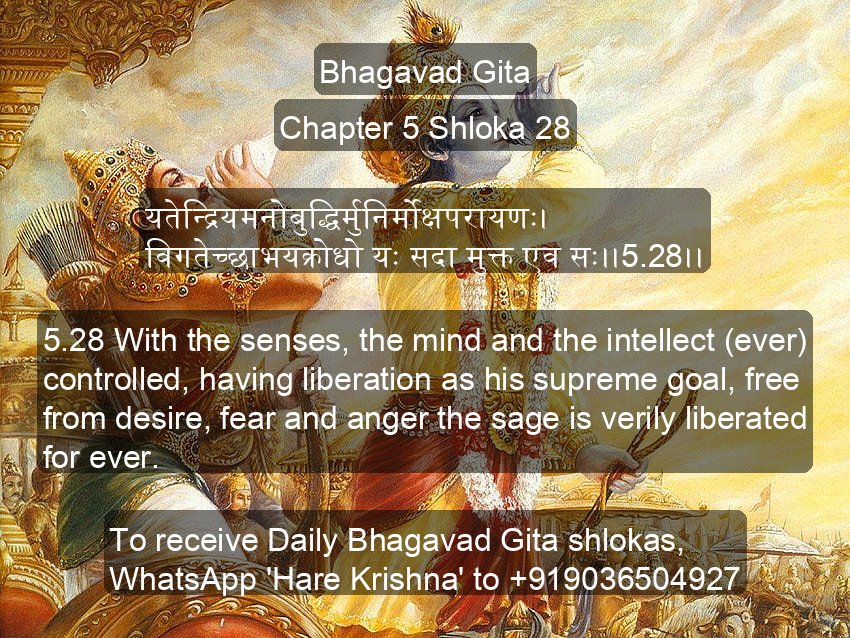 Bhagavad Gita
Chapter 5 Shloka 28
यतेन्द्रियमनोबुद्धिर्मुनिर्मोक्षपरायणः।
विगतेच्छाभयक्रोधो यः सदा मुक्त एव सः।।5.28।।
5.28 With the senses, the mind and the intellect (ever)
controlled, having liberation as his supreme goal, free
from desire, fear and anger the sage is verily liberated
for ever.
To receive Daily Bhagavad Gita shlokas,
WhatsApp 'Hare Krishna' to +919036504927